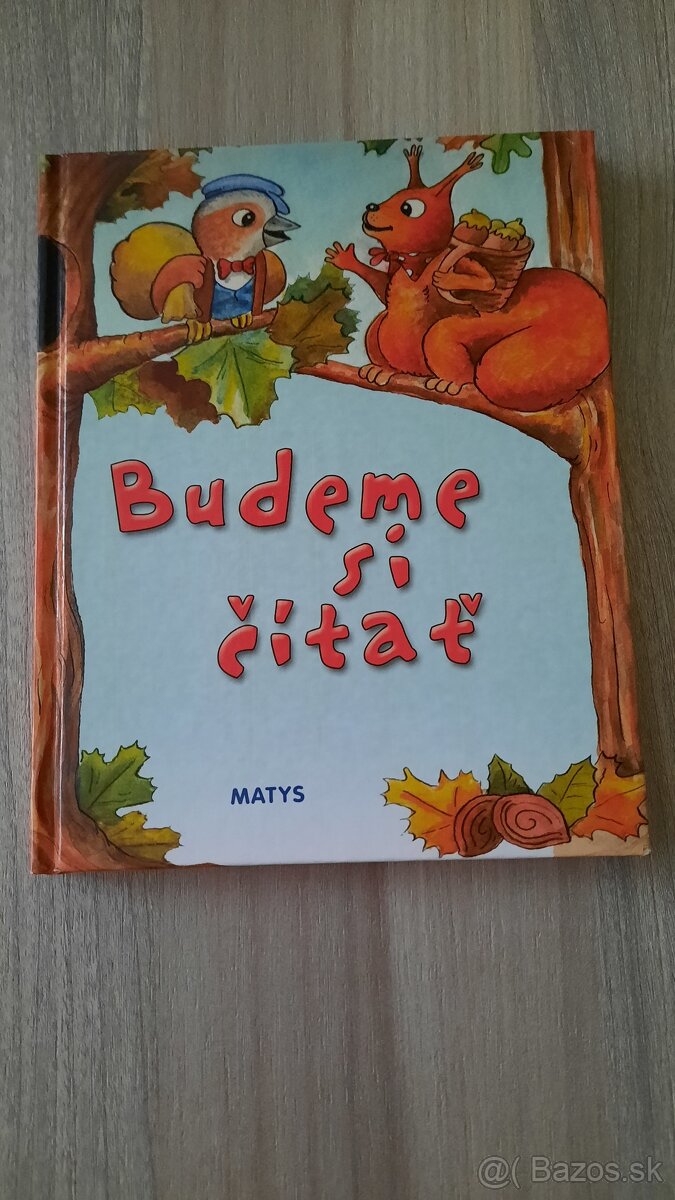 Budeme
si
čítať
MATYS
@( Bazos.sk